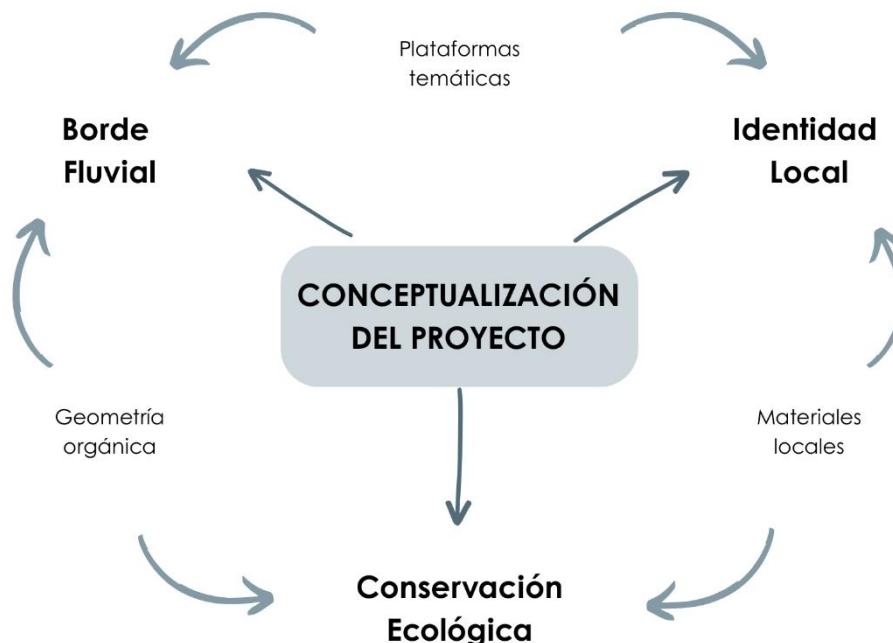 Plataformas
temáticas
Borde
Fluvial
Identidad
Local
CONCEPTUALIZACIÓN
DEL PROYECTO
Geometría
orgánica
Materiales
locales
Conservación
Ecológica